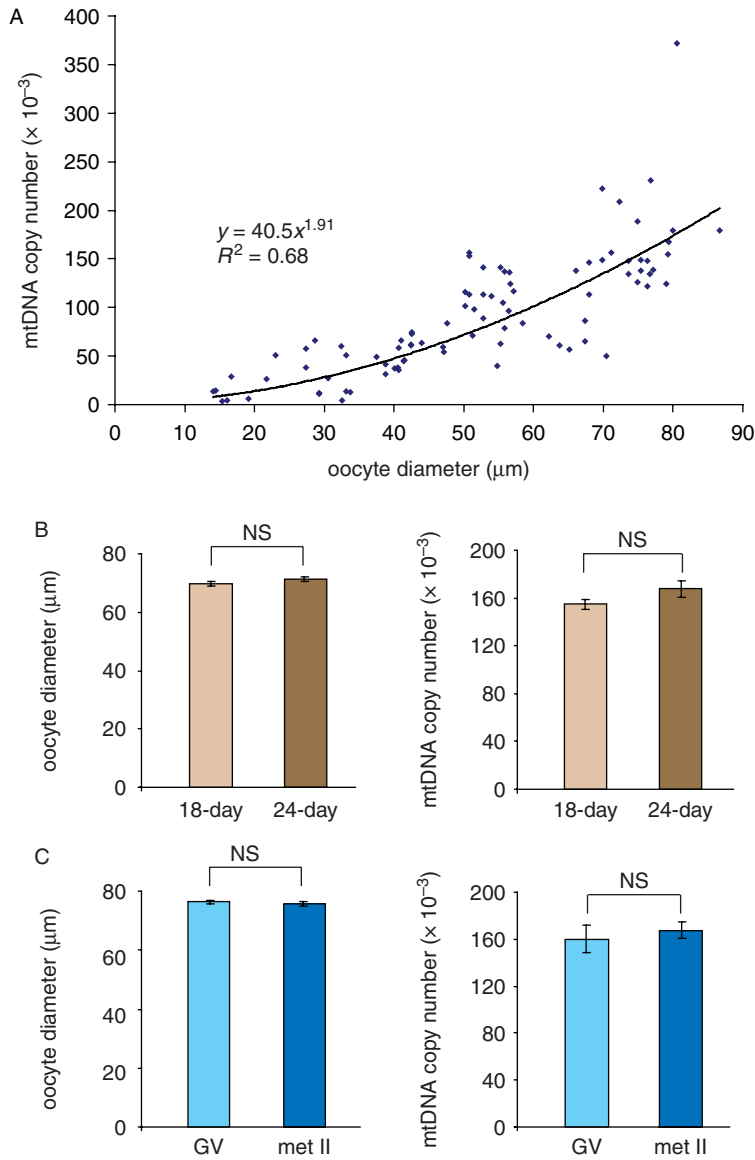 A
mtDNA copy number (× 10⁻³)
400
350
300
250
200
150
100
50
0
y = 40.5x¹·⁹¹
R² = 0.68
0 10 20 30 40 50 60 70 80 90
oocyte diameter (μm)
B
oocyte diameter (μm)
80
60
40
20
0
NS
18-day 24-day
mtDNA copy number (× 10⁻³)
200
160
120
80
40
0
NS
18-day 24-day
C
oocyte diameter (μm)
80
60
40
20
0
NS
GV met II
mtDNA copy number (× 10⁻³)
200
160
120
80
40
0
NS
GV met II